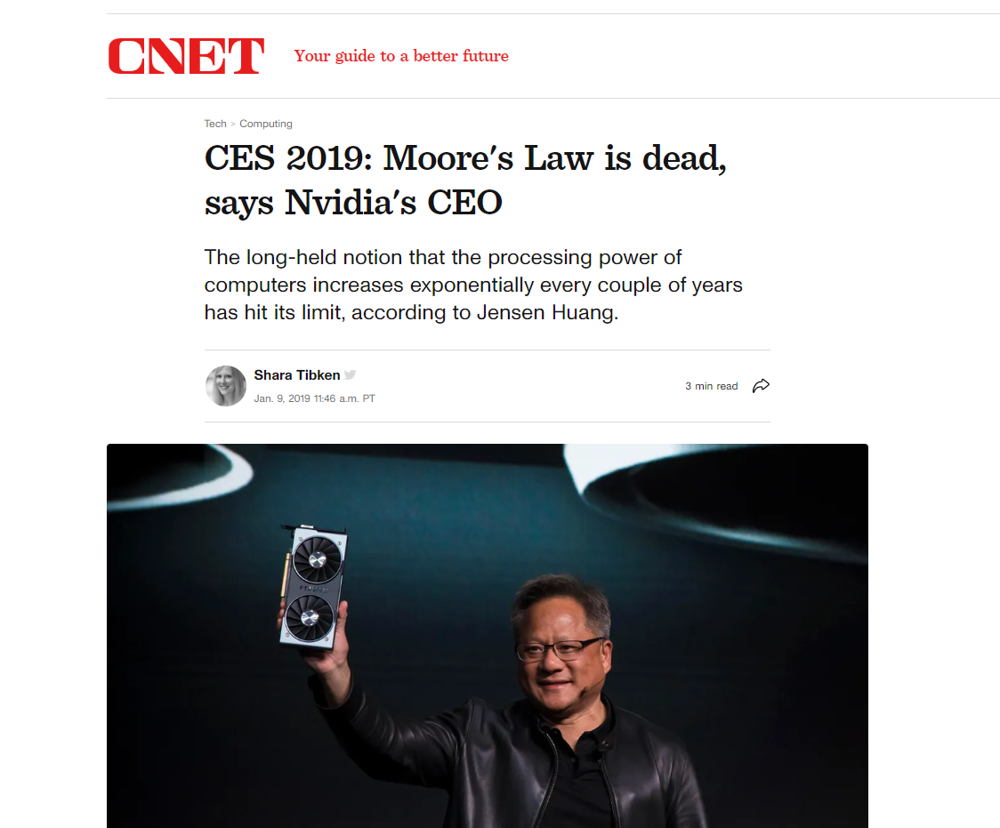 CNET
Your guide to a better future
Tech > Computing
CES 2019: Moore's Law is dead,
says Nvidia's CEO
The long-held notion that the processing power of
computers increases exponentially every couple of years
has hit its limit, according to Jensen Huang.
Shara Tibken
Jan. 9, 2019 11:46 a.m. PT
3 min read